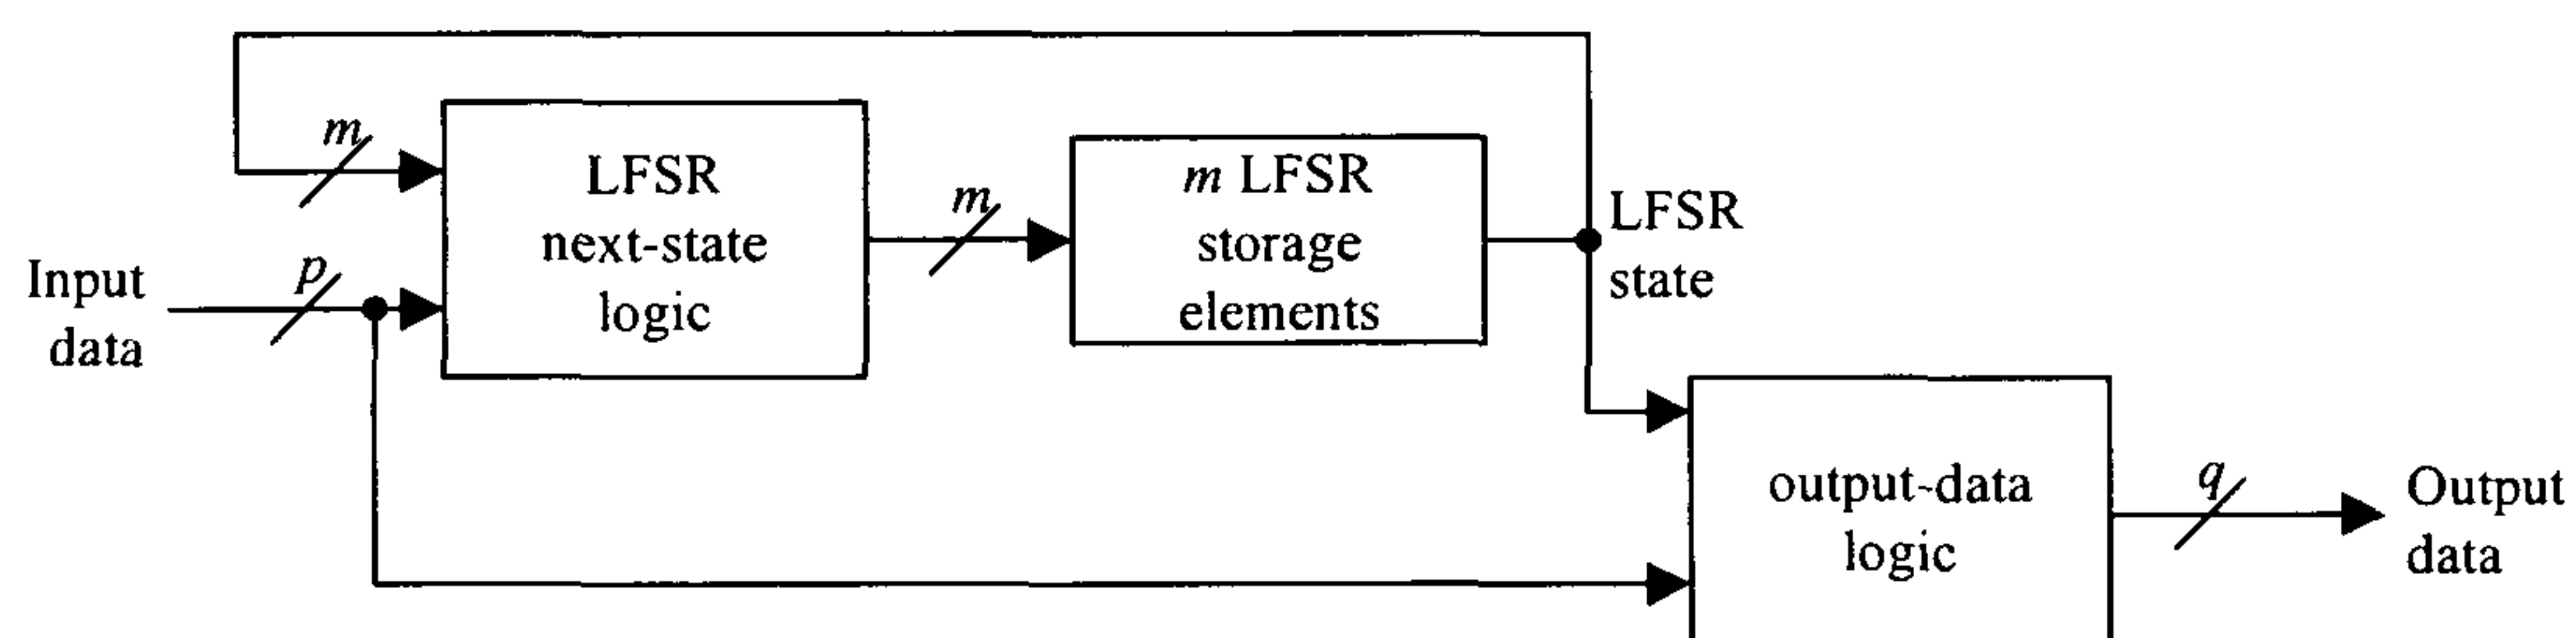 m
LFSR
next-state
logic
m
m LFSR
storage
elements
LFSR
state
Input
data
p
output-data
logic
q
Output
data